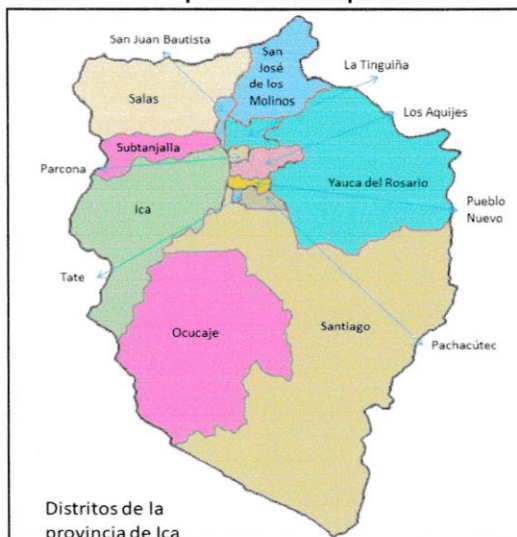 San Juan Bautista
San
José
de los
Molinos
La Tinguiña
Salas
Los Aquijes
Subtanjalla
Parcona
Yauca del Rosario
Ica
Pueblo
Nuevo
Tate
Santiago
Ocucaje
Pachacútec
Distritos de la
provincia de Ica